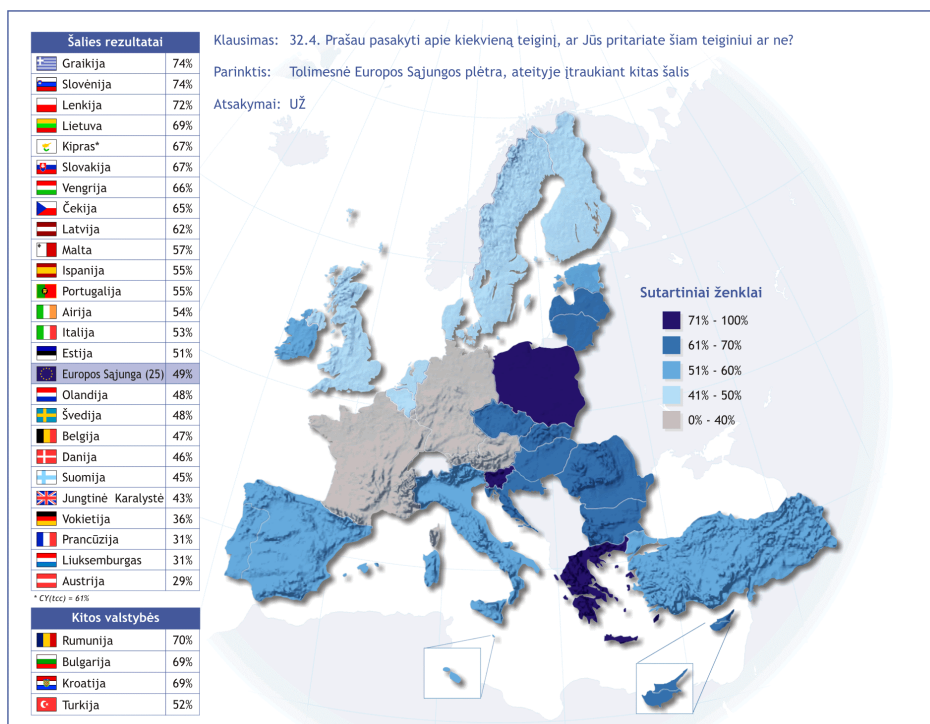 Klausimas: 32.4. Prašau pasakyti apie kiekvieną teiginį, ar Jūs pritariate šiam teiginiui ar ne?
Parinktis: Tolimesnė Europos Sąjungos plėtra, ateityje įtraukiant kitas šalis
Atsakymai: UŽ
Šalies rezultatai
Graikija 74%
Slovėnija 74%
Lenkija 72%
Lietuva 69%
Kipras* 67%
Slovakija 67%
Vengrija 66%
Čekija 65%
Latvija 62%
Malta 57%
Ispanija 55%
Portugalija 55%
Airija 54%
Italija 53%
Estija 51%
Europos Sąjunga (25) 49%
Olandija 48%
Švedija 48%
Belgija 47%
Danija 46%
Suomija 45%
Jungtinė Karalystė 43%
Vokietija 36%
Prancūzija 31%
Liuksemburgas 31%
Austrija 29%
* CY(tcc) = 61%
Kitos valstybės
Rumunija 70%
Bulgarija 69%
Kroatija 69%
Turkija 52%
Sutartiniai ženklai
71% - 100%
61% - 70%
51% - 60%
41% - 50%
0% - 40%